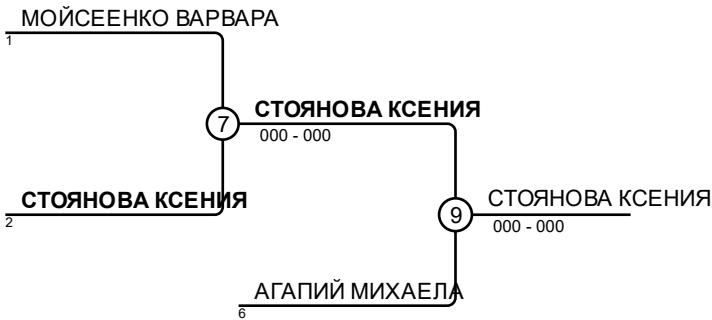 МОЙСЕЕНКО ВАРВАРА
1
7
СТОЯНОВА КСЕНИЯ
000 - 000
СТОЯНОВА КСЕНИЯ
2
9
СТОЯНОВА КСЕНИЯ
000 - 000
АГАПИЙ МИХАЕЛА
6